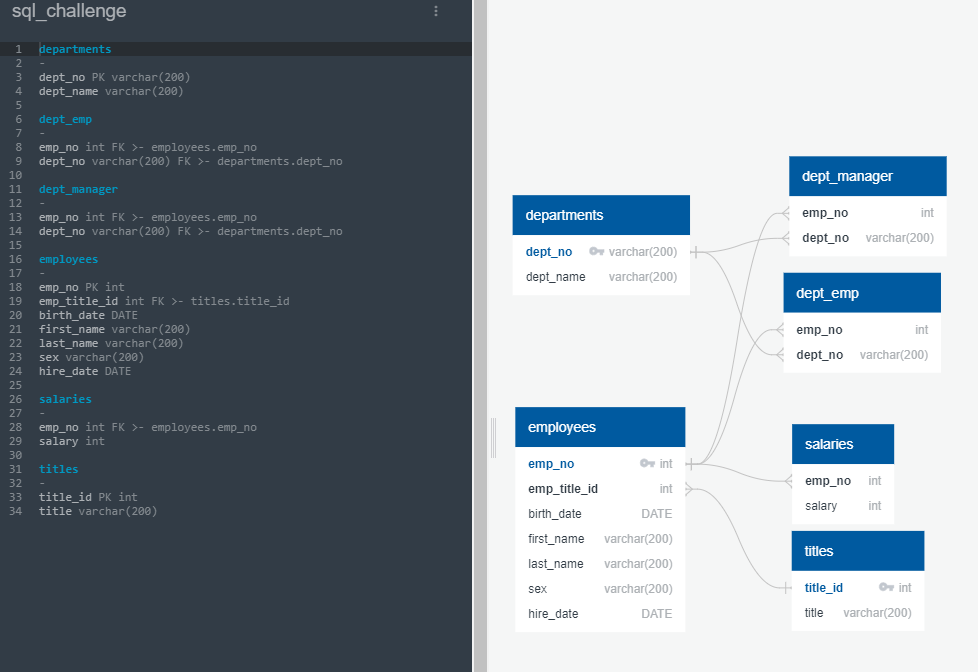 sql_challenge
1 departments
2 -
3 dept_no PK varchar(200)
4 dept_name varchar(200)
5
6 dept_emp
7 -
8 emp_no int FK >- employees.emp_no
9 dept_no varchar(200) FK >- departments.dept_no
10
11 dept_manager
12 -
13 emp_no int FK >- employees.emp_no
14 dept_no varchar(200) FK >- departments.dept_no
15
16 employees
17 -
18 emp_no PK int
19 emp_title_id int FK >- titles.title_id
20 birth_date DATE
21 first_name varchar(200)
22 last_name varchar(200)
23 sex varchar(200)
24 hire_date DATE
25
26 salaries
27 -
28 emp_no int FK >- employees.emp_no
29 salary int
30
31 titles
32 -
33 title_id PK int
34 title varchar(200)
departments
dept_no varchar(200)
dept_name varchar(200)
dept_manager
emp_no int
dept_no varchar(200)
dept_emp
emp_no int
dept_no varchar(200)
employees
emp_no int
emp_title_id int
birth_date DATE
first_name varchar(200)
last_name varchar(200)
sex varchar(200)
hire_date DATE
salaries
emp_no int
salary int
titles
title_id int
title varchar(200)